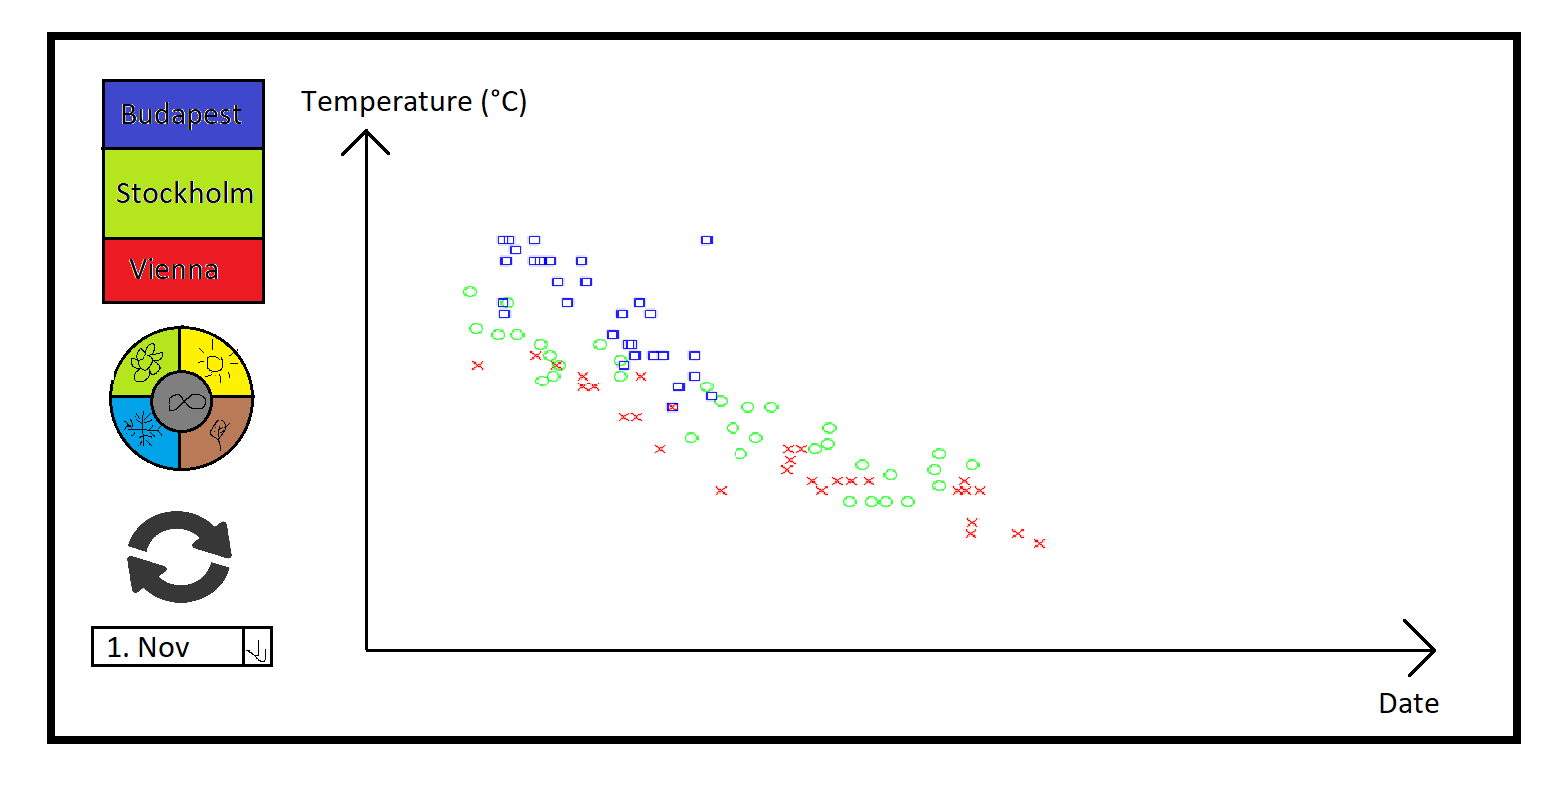 Budapest
Stockholm
Vienna
1. Nov
Temperature (°C)
Date